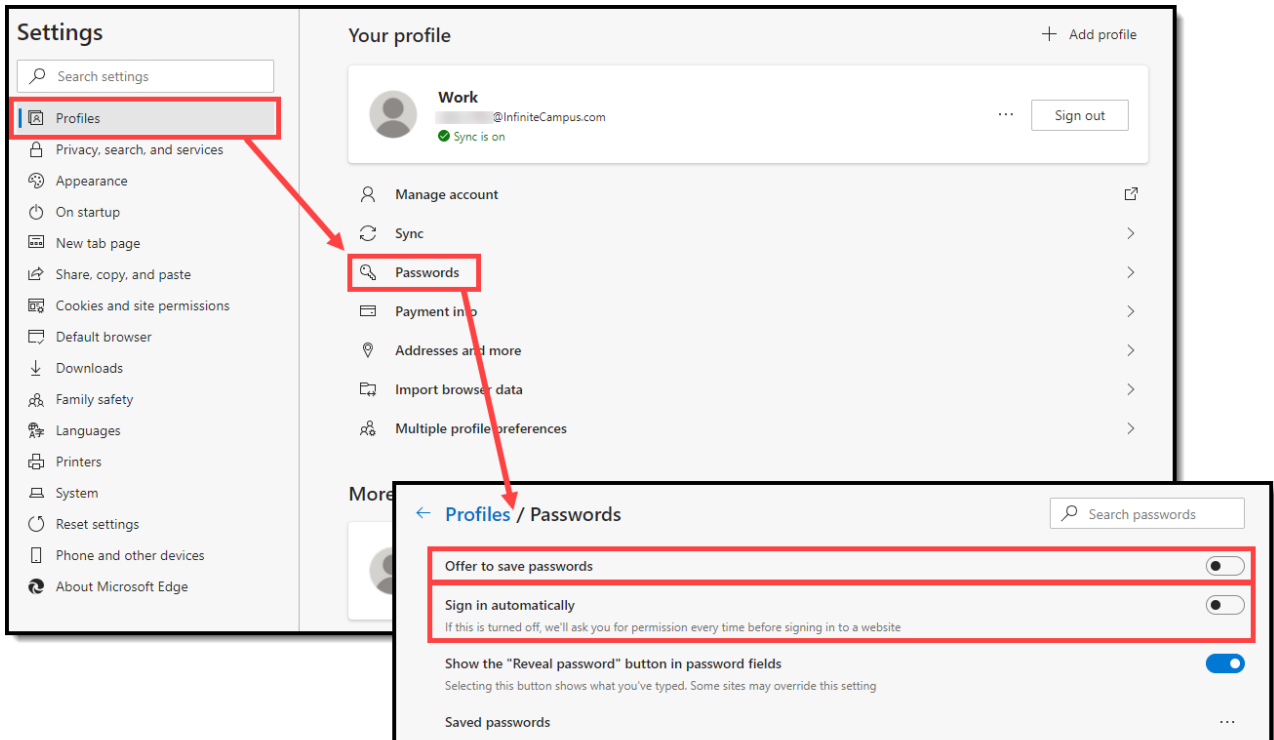 Settings
Search settings
Profiles
Privacy, search, and services
Appearance
On startup
New tab page
Share, copy, and paste
Cookies and site permissions
Default browser
Downloads
Family safety
Languages
Printers
System
Reset settings
Phone and other devices
About Microsoft Edge
Your profile
Add profile
Work
@InfiniteCampus.com
Sync is on
Sign out
Manage account
Sync
Passwords
Payment info
Addresses and more
Import browser data
Multiple profile preferences
More
Profiles / Passwords
Search passwords
Offer to save passwords
Sign in automatically
If this is turned off, we'll ask you for permission every time before signing in to a website
Show the "Reveal password" button in password fields
Selecting this button shows what you've typed. Some sites may override this setting
Saved passwords